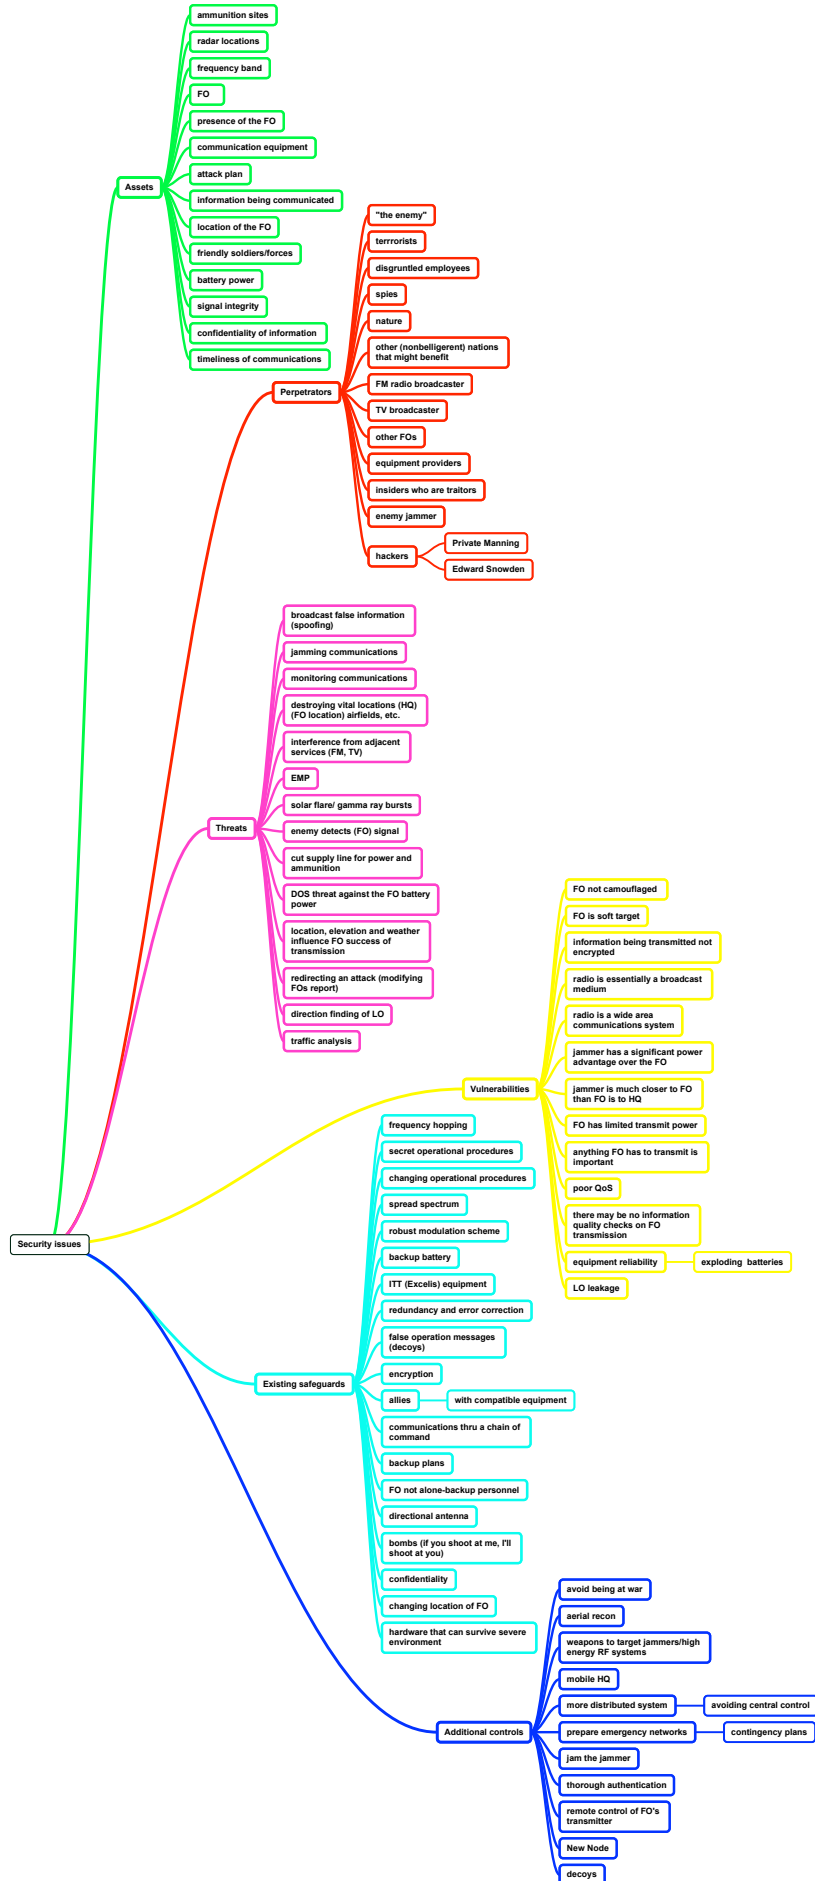 ammunition sites
radar locations
frequency band
FO
presence of the FO
communication equipment
attack plan
Assets
information being communicated
location of the FO
friendly soldiers/forces
battery power
signal integrity
confidentiality of information
timeliness of communications
"the enemy"
terrrorists
disgruntled employees
spies
nature
other (nonbelligerent) nations
that might benefit
Perpetrators
FM radio broadcaster
TV broadcaster
other FOs
equipment providers
insiders who are traitors
enemy jammer
hackers
Private Manning
Edward Snowden
broadcast false information
(spoofing)
jamming communications
monitoring communications
destroying vital locations (HQ)
(FO location) airfields, etc.
interference from adjacent
services (FM, TV)
EMP
solar flare/ gamma ray bursts
Threats
enemy detects (FO) signal
cut supply line for power and
ammunition
DOS threat against the FO battery
power
location, elevation and weather
influence FO success of
transmission
redirecting an attack (modifying
FOs report)
direction finding of LO
traffic analysis
FO not camouflaged
FO is soft target
information being transmitted not
encrypted
radio is essentially a broadcast
medium
radio is a wide area
communications system
jammer has a significant power
advantage over the FO
Vulnerabilities
jammer is much closer to FO
than FO is to HQ
FO has limited transmit power
anything FO has to transmit is
important
poor QoS
there may be no information
quality checks on FO
transmission
equipment reliability
exploding  batteries
LO leakage
Security issues
frequency hopping
secret operational procedures
changing operational procedures
spread spectrum
robust modulation scheme
backup battery
ITT (Excelis) equipment
redundancy and error correction
false operation messages
(decoys)
encryption
Existing safeguards
allies
with compatible equipment
communications thru a chain of
command
backup plans
FO not alone-backup personnel
directional antenna
bombs (if you shoot at me, I'll
shoot at you)
confidentiality
changing location of FO
hardware that can survive severe
environment
avoid being at war
aerial recon
weapons to target jammers/high
energy RF systems
mobile HQ
more distributed system
avoiding central control
Additional controls
prepare emergency networks
contingency plans
jam the jammer
thorough authentication
remote control of FO's
transmitter
New Node
decoys